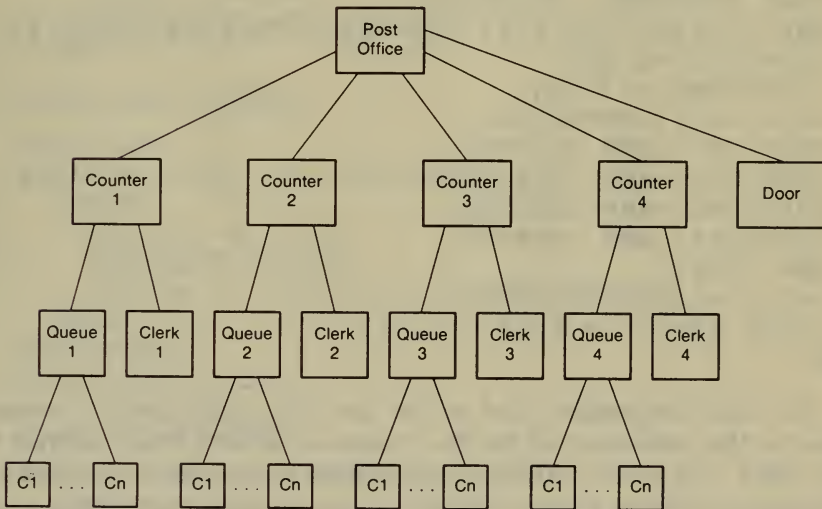 Post
Office
Counter
1
Counter
2
Counter
3
Counter
4
Door
Queue
1
Clerk
1
Queue
2
Clerk
2
Queue
3
Clerk
3
Queue
4
Clerk
4
C1 . . . Cn
C1 . . . Cn
C1 . . . Cn
C1 . . . Cn